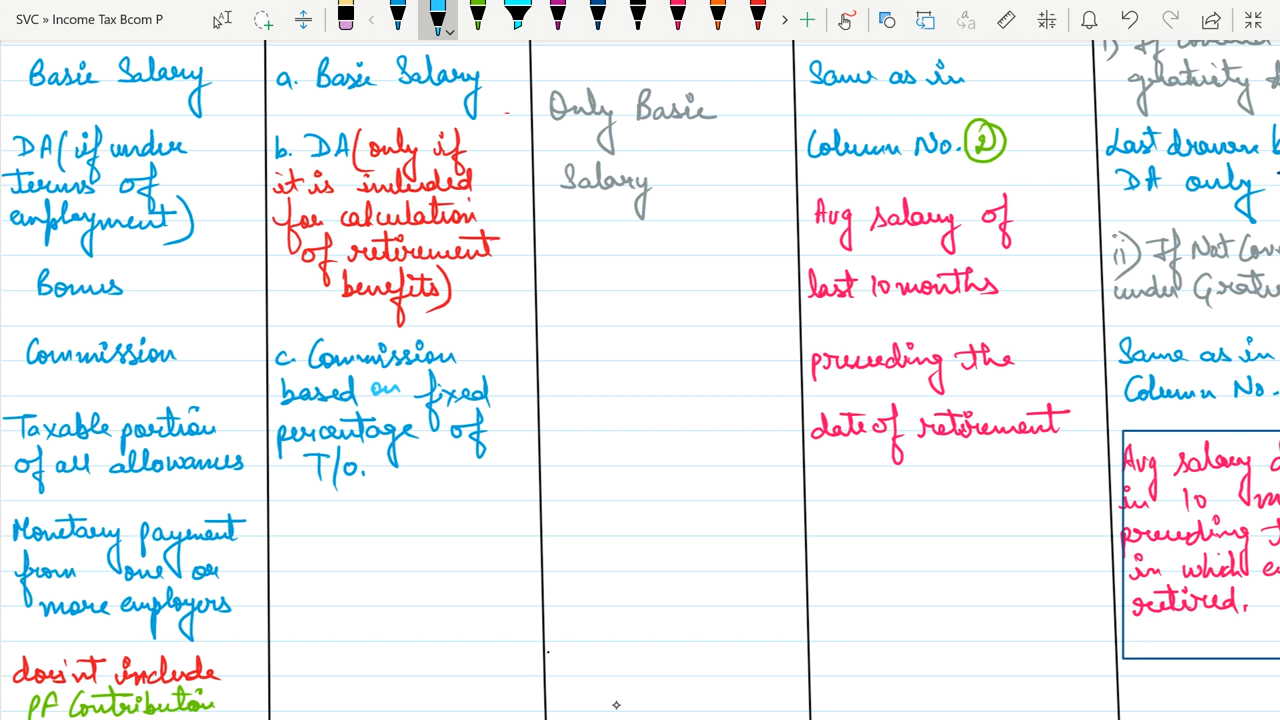 SVC » Income Tax Bcom P
Basic Salary
DA (if under
terms of
employment)
Bonus
Commission
Taxable portion
of all allowances
Monetary payment
from one or
more employers
doesn't include
PF Contribution
a. Basic Salary
b. DA (only if
it is included
for calculation
of retirement
benefits)
c. Commission
based on fixed
percentage of
T/o.
Only Basic
Salary
Same as in
Column No. 2
Avg salary of
last 10 months
preceding the
date of retirement
i) If
gratuity
Last drawn
DA only
ii) If Not
under
Same as in
Column No.
Avg salary
in 10
preceding
in which
retired.